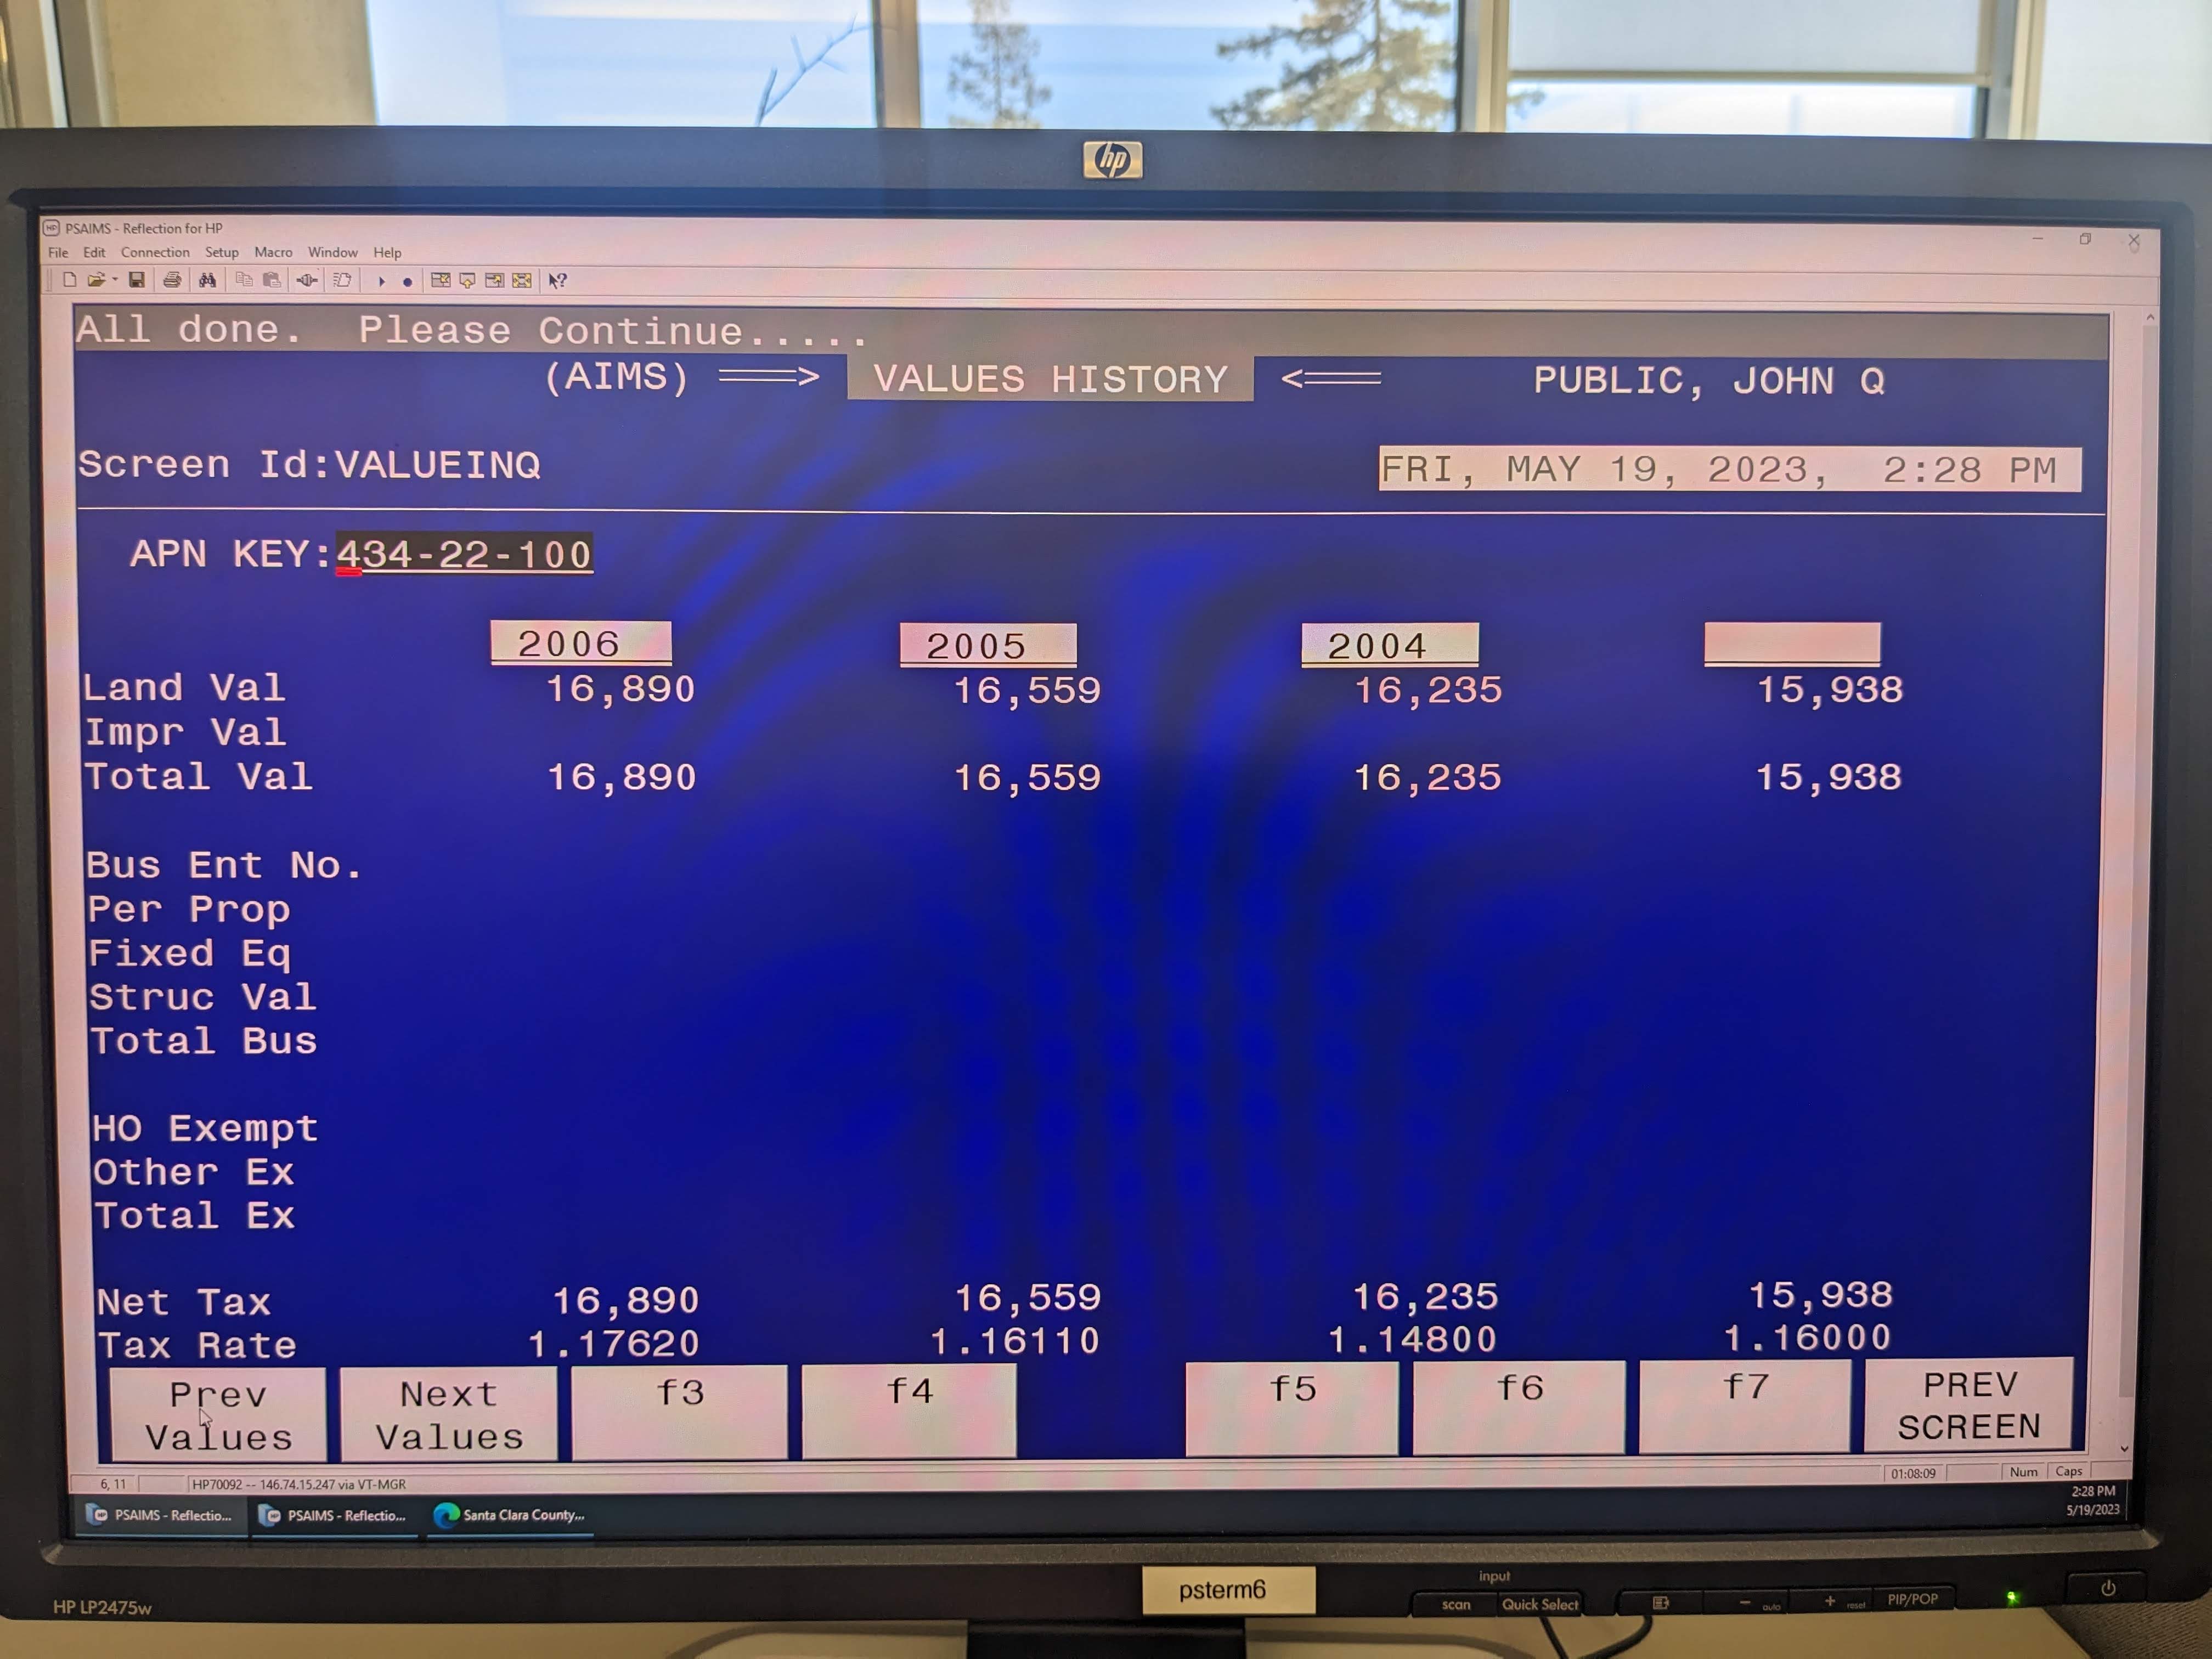 hp
PSAIMS - Reflection for HP
File Edit Connection Setup Macro Window Help
All done. Please Continue.....
(AIMS) ===> VALUES HISTORY <=== PUBLIC, JOHN Q
Screen Id:VALUEINQ FRI, MAY 19, 2023, 2:28 PM
APN KEY:434-22-100
2006 2005 2004
Land Val 16,890 16,559 16,235 15,938
Impr Val
Total Val 16,890 16,559 16,235 15,938
Bus Ent No.
Per Prop
Fixed Eq
Struc Val
Total Bus
HO Exempt
Other Ex
Total Ex
Net Tax 16,890 16,559 16,235 15,938
Tax Rate 1.17620 1.16110 1.14800 1.16000
Prev Next f3 f4 f5 f6 f7 PREV
Values Values SCREEN
6, 11 HP70092 -- 146.74.15.247 via VT-MGR 01:08:09 Num Caps
PSAIMS - Reflectio... PSAIMS - Reflectio... Santa Clara County... 2:28 PM
5/19/2023
HP LP2475w psterm6 input
scan Quick Select - auto + reset PIP/POP